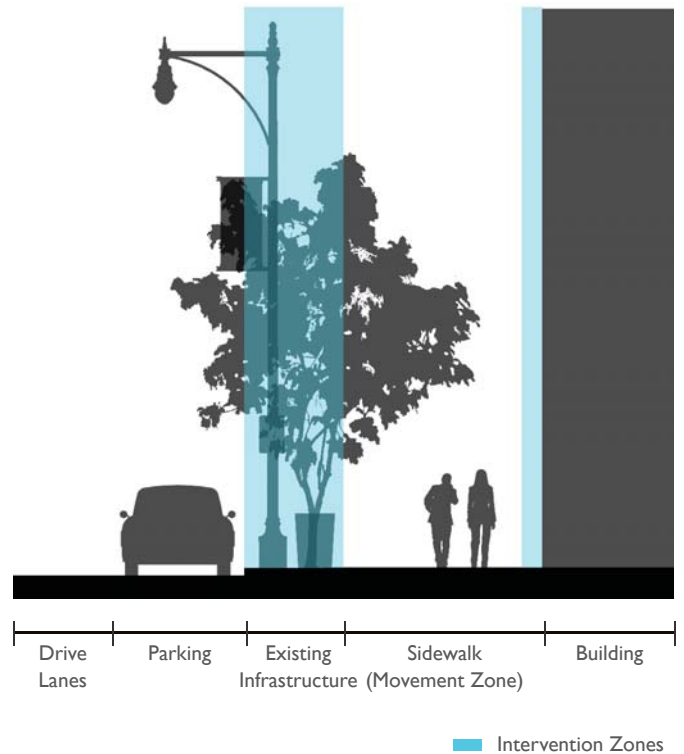 Drive Lanes
Parking
Existing Infrastructure
Sidewalk (Movement Zone)
Building
Intervention Zones